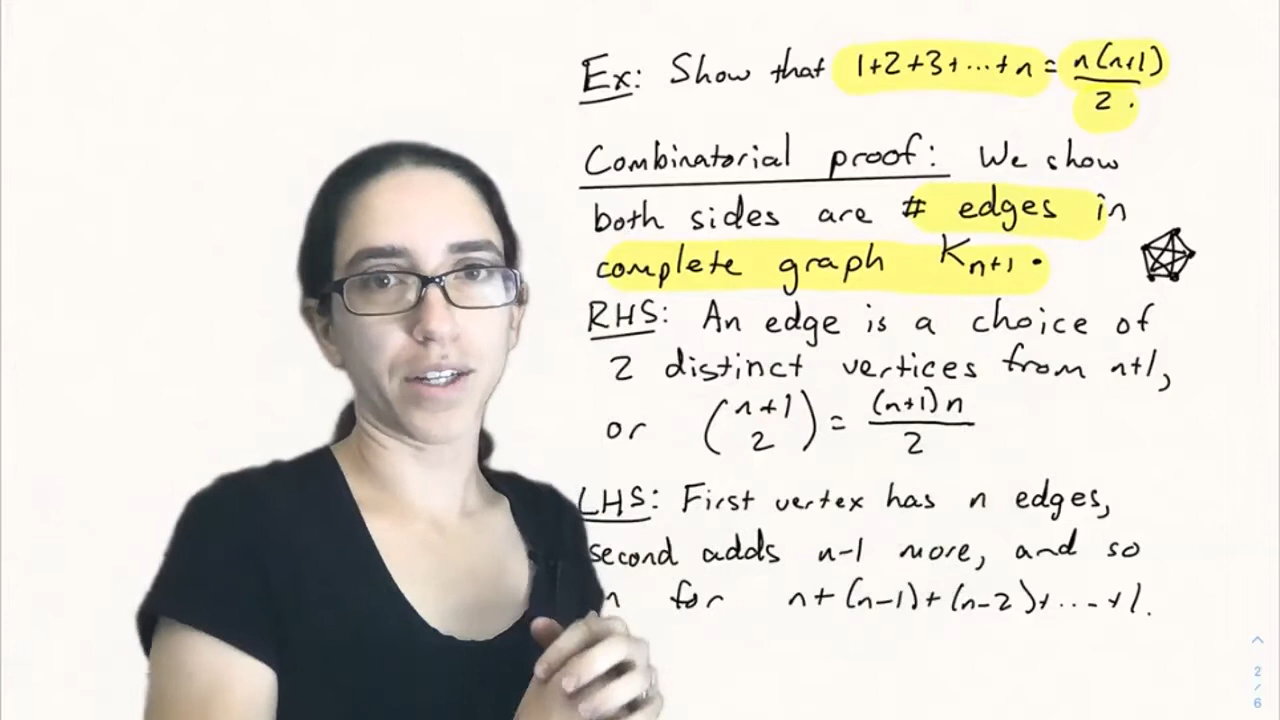 Ex: Show that 1+2+3+...+n = n(n+1)/2.
Combinatorial proof: We show
both sides are # edges in
complete graph Kn+1.
RHS: An edge is a choice of
2 distinct vertices from n+1,
or (n+1 2) = (n+1)n/2
LHS: First vertex has n edges,
second adds n-1 more, and so
n for n+(n-1)+(n-2)+...+1.
2/6